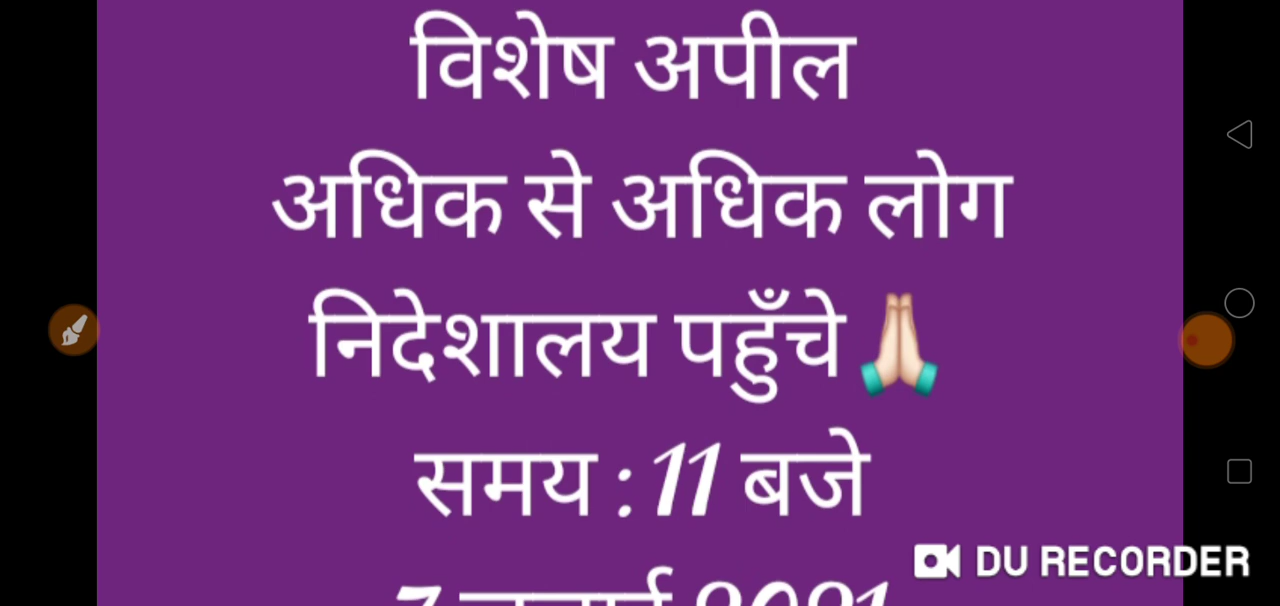 विशेष अपील
अधिक से अधिक लोग
निदेशालय पहुँचे🙏🏻
समय : 11 बजे
DU RECORDER